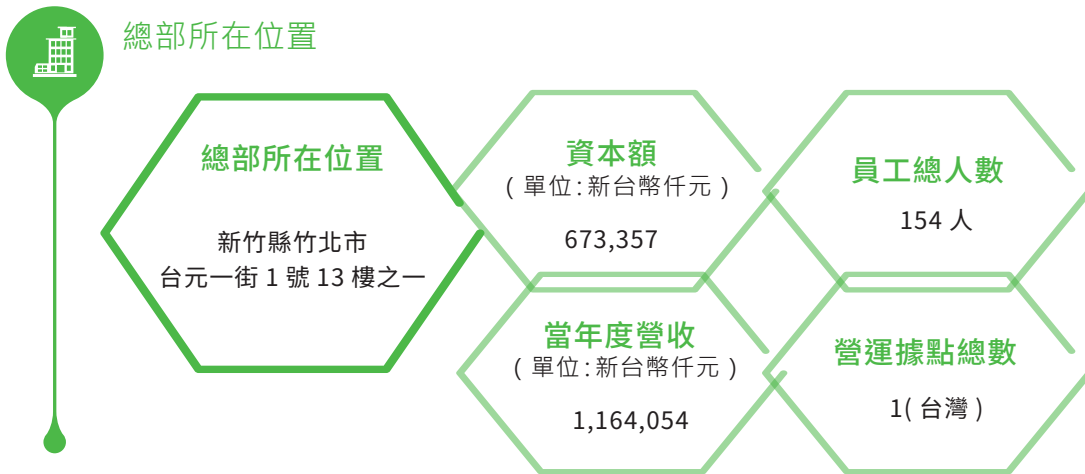 總部所在位置
總部所在位置
新竹縣竹北市
台元一街 1 號 13 樓之一
資本額
( 單位:新台幣仟元 )
673,357
員工總人數
154 人
當年度營收
( 單位:新台幣仟元 )
1,164,054
營運據點總數
1( 台灣 )